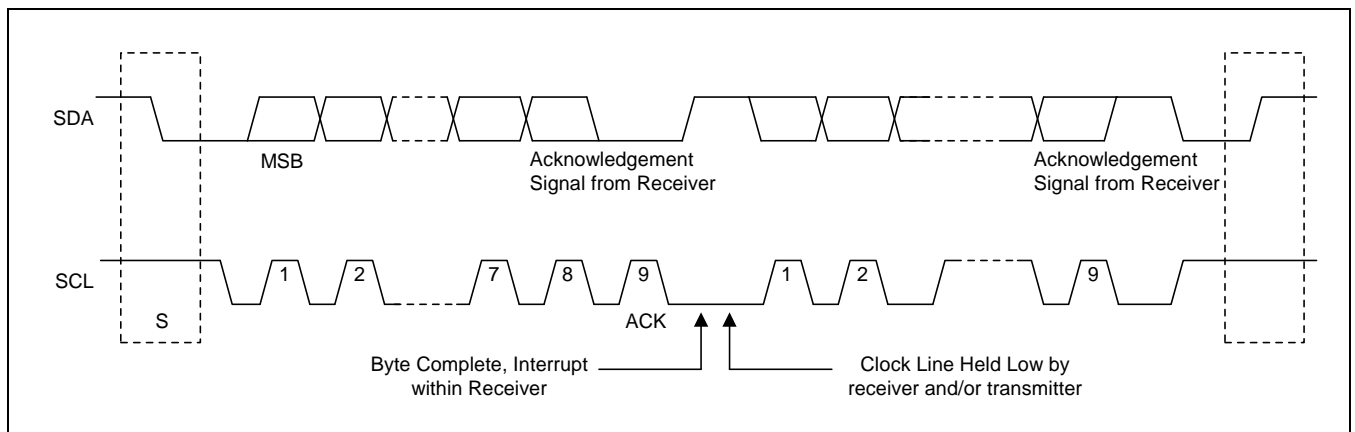 SDA
MSB
Acknowledgement
Signal from Receiver
Acknowledgement
Signal from Receiver
SCL
1
2
7
8
9
1
2
9
S
ACK
Byte Complete, Interrupt
within Receiver
Clock Line Held Low by
receiver and/or transmitter